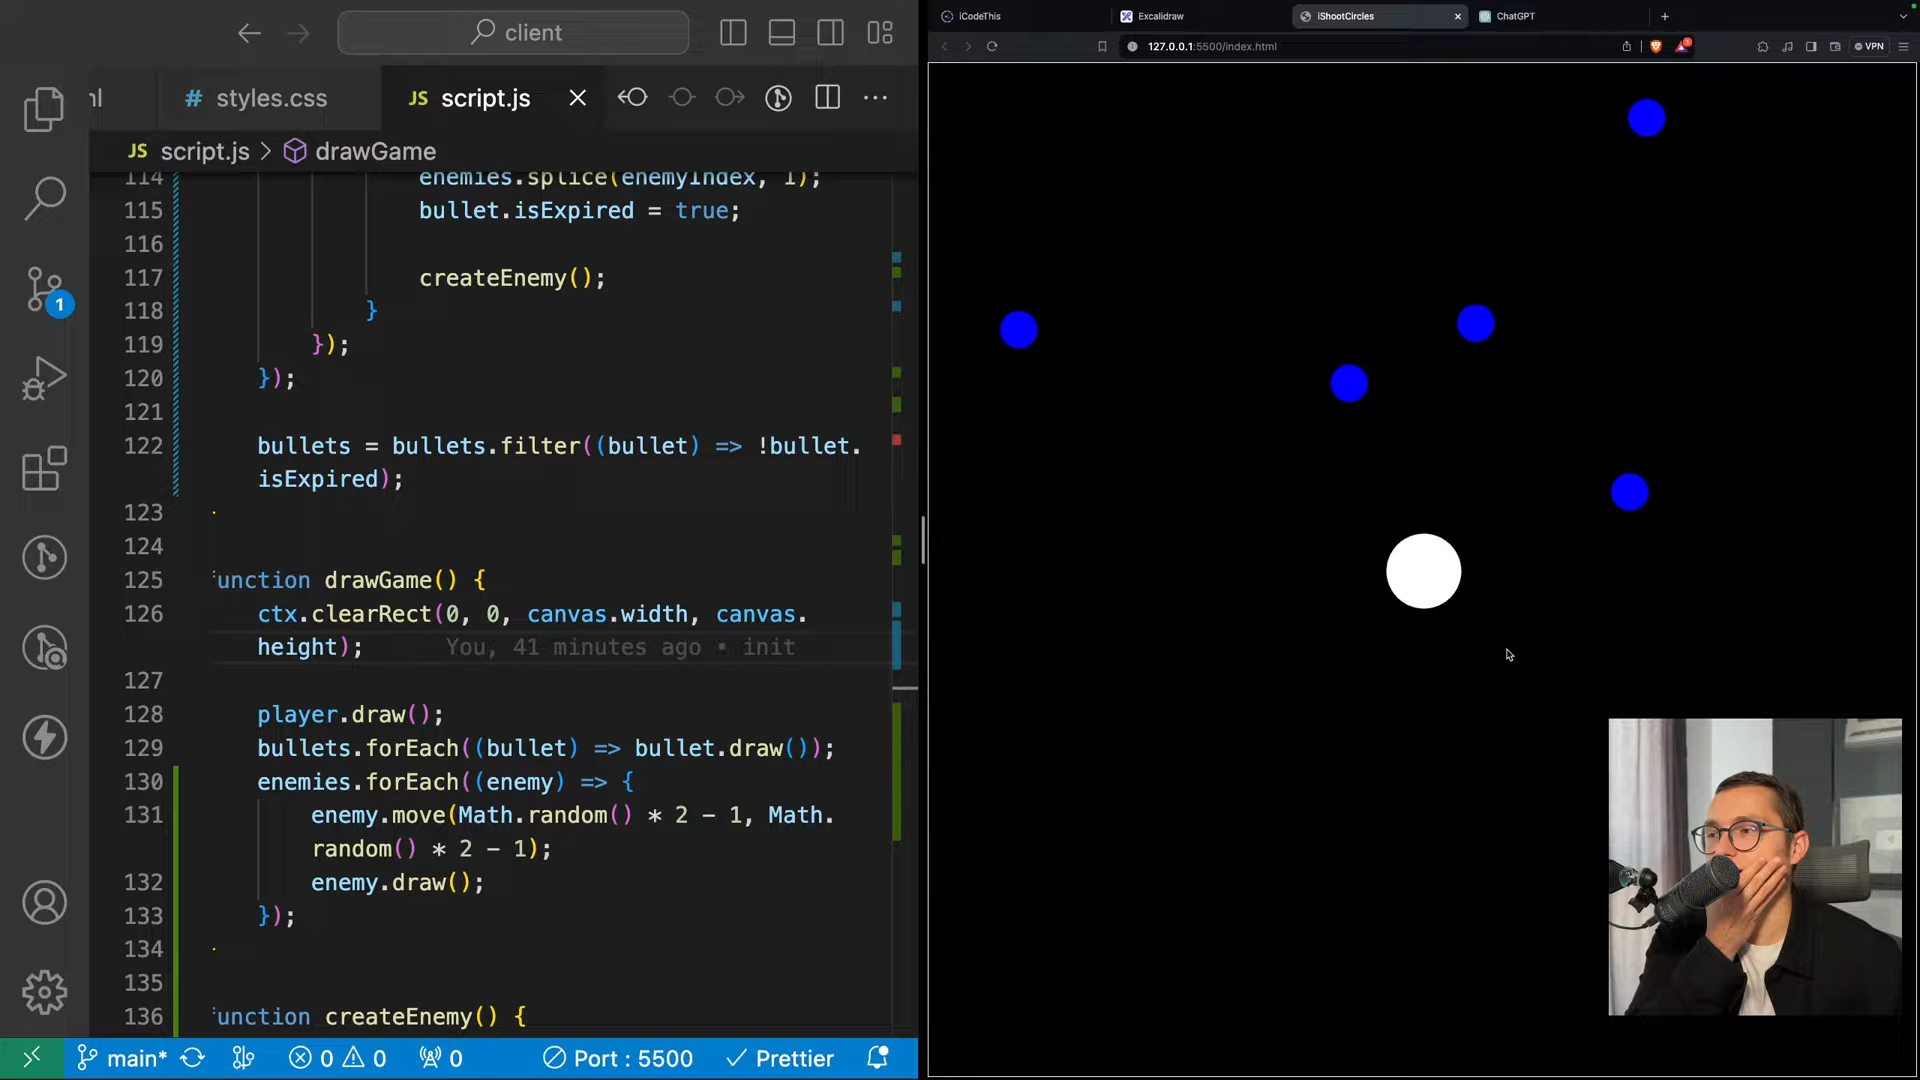 client
nl
# styles.css
JS script.js
JS script.js > drawGame
114 enemies.splice(enemyIndex, 1);
115 bullet.isExpired = true;
116
117 createEnemy();
118 }
119 });
120 });
121
122 bullets = bullets.filter((bullet) => !bullet.
isExpired);
123
124
125 unction drawGame() {
126 ctx.clearRect(0, 0, canvas.width, canvas.
height); You, 41 minutes ago • init
127
128 player.draw();
129 bullets.forEach((bullet) => bullet.draw());
130 enemies.forEach((enemy) => {
131 enemy.move(Math.random() * 2 - 1, Math.
random() * 2 - 1);
132 enemy.draw();
133 });
134
135
136 unction createEnemy() {
1
main* 0 0 0 Port : 5500 Prettier
iCodeThis
Excalidraw
iShootCircles
ChatGPT
127.0.0.1:5500/index.html
VPN